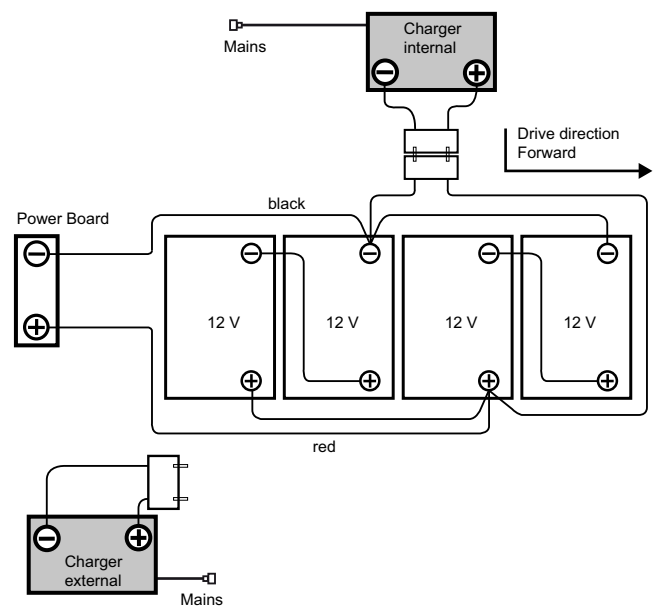 Charger
internal
Mains
Drive direction
Forward
black
Power Board
12 V
12 V
12 V
12 V
red
Charger
external
Mains